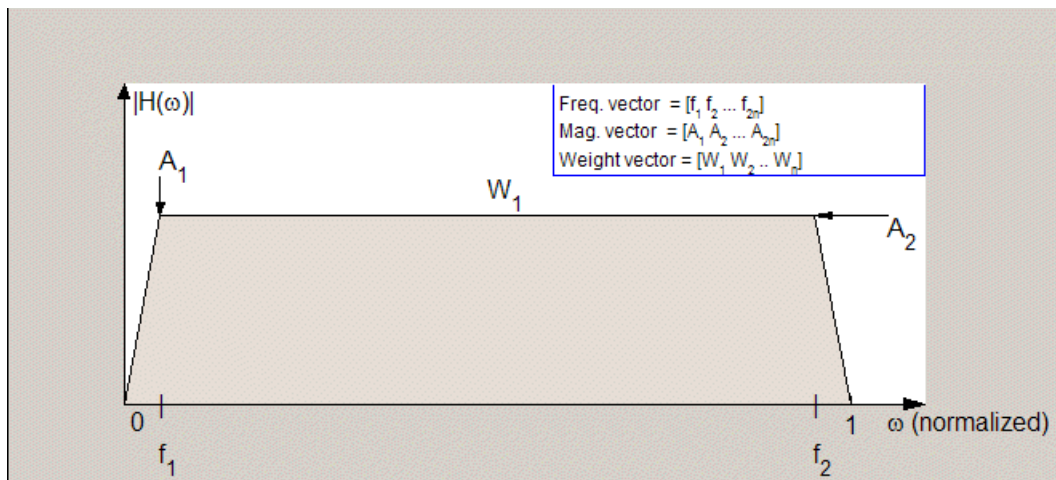 |H(ω)|
Freq. vector = [f₁ f₂ ... f₂ₙ]
Mag. vector = [A₁ A₂ ... A₂ₙ]
Weight vector = [W₁ W₂ .. Wₙ]
A₁
W₁
A₂
0
1
ω (normalized)
f₁
f₂